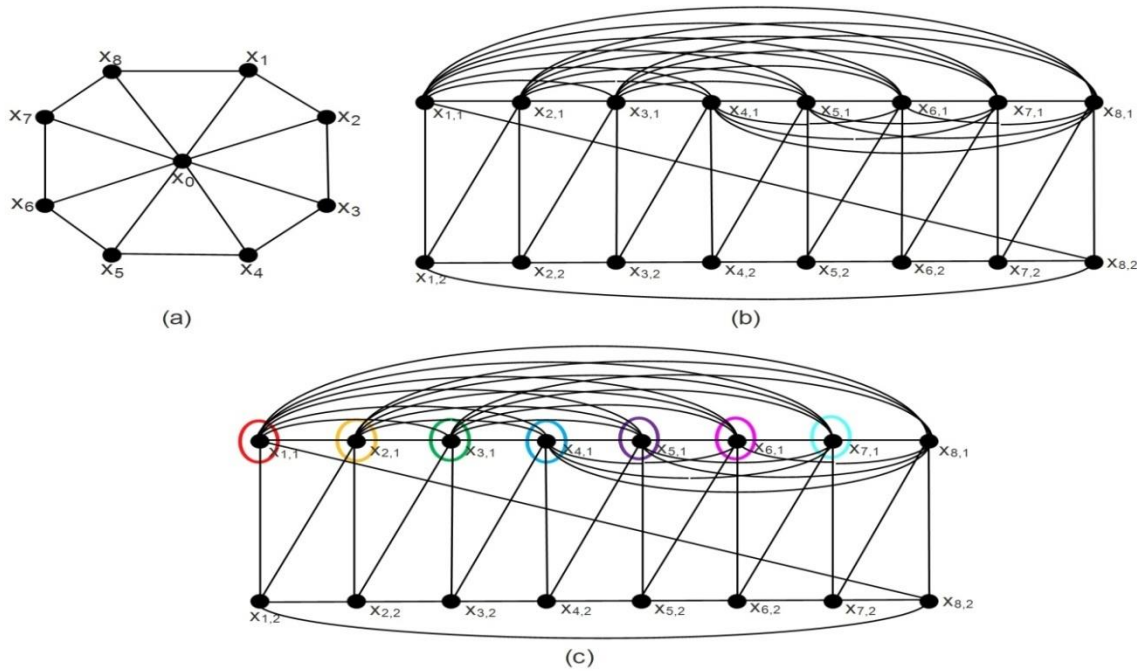 x₈ x₁
x₇ x₂
x₀
x₆ x₃
x₅ x₄
(a)
x₁,₁ x₂,₁ x₃,₁ x₄,₁ x₅,₁ x₆,₁ x₇,₁ x₈,₁
x₁,₂ x₂,₂ x₃,₂ x₄,₂ x₅,₂ x₆,₂ x₇,₂ x₈,₂
(b)
x₁,₁ x₂,₁ x₃,₁ x₄,₁ x₅,₁ x₆,₁ x₇,₁ x₈,₁
x₁,₂ x₂,₂ x₃,₂ x₄,₂ x₅,₂ x₆,₂ x₇,₂ x₈,₂
(c)